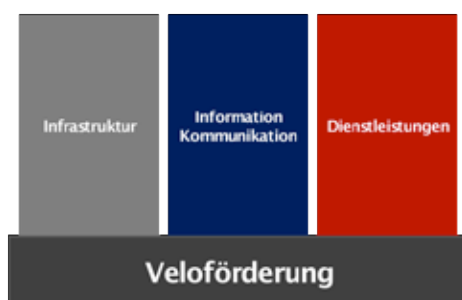 Infrastruktur
Information
Kommunikation
Dienstleistungen
Veloförderung